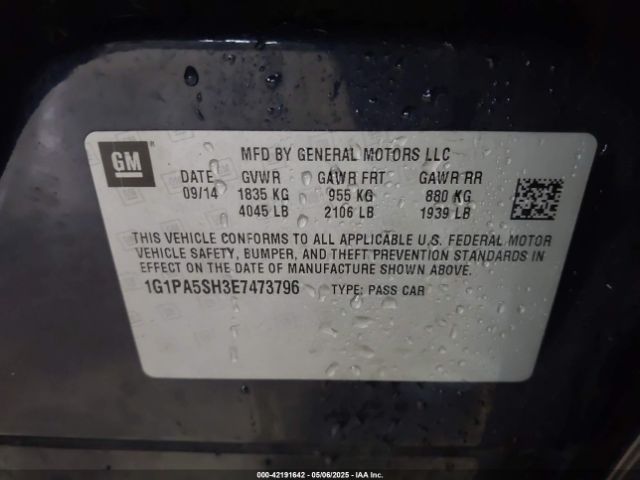 GM®
MFD BY GENERAL MOTORS LLC
DATE GVWR GAWR FRT GAWR RR
09/14 1835 KG 955 KG 880 KG
4045 LB 2106 LB 1939 LB
THIS VEHICLE CONFORMS TO ALL APPLICABLE U.S. FEDERAL MOTOR
VEHICLE SAFETY, BUMPER, AND THEFT PREVENTION STANDARDS IN
EFFECT ON THE DATE OF MANUFACTURE SHOWN ABOVE.
1G1PA5SH3E7473796 TYPE: PASS CAR
000-42191642 - 05/06/2025 - IAA Inc.